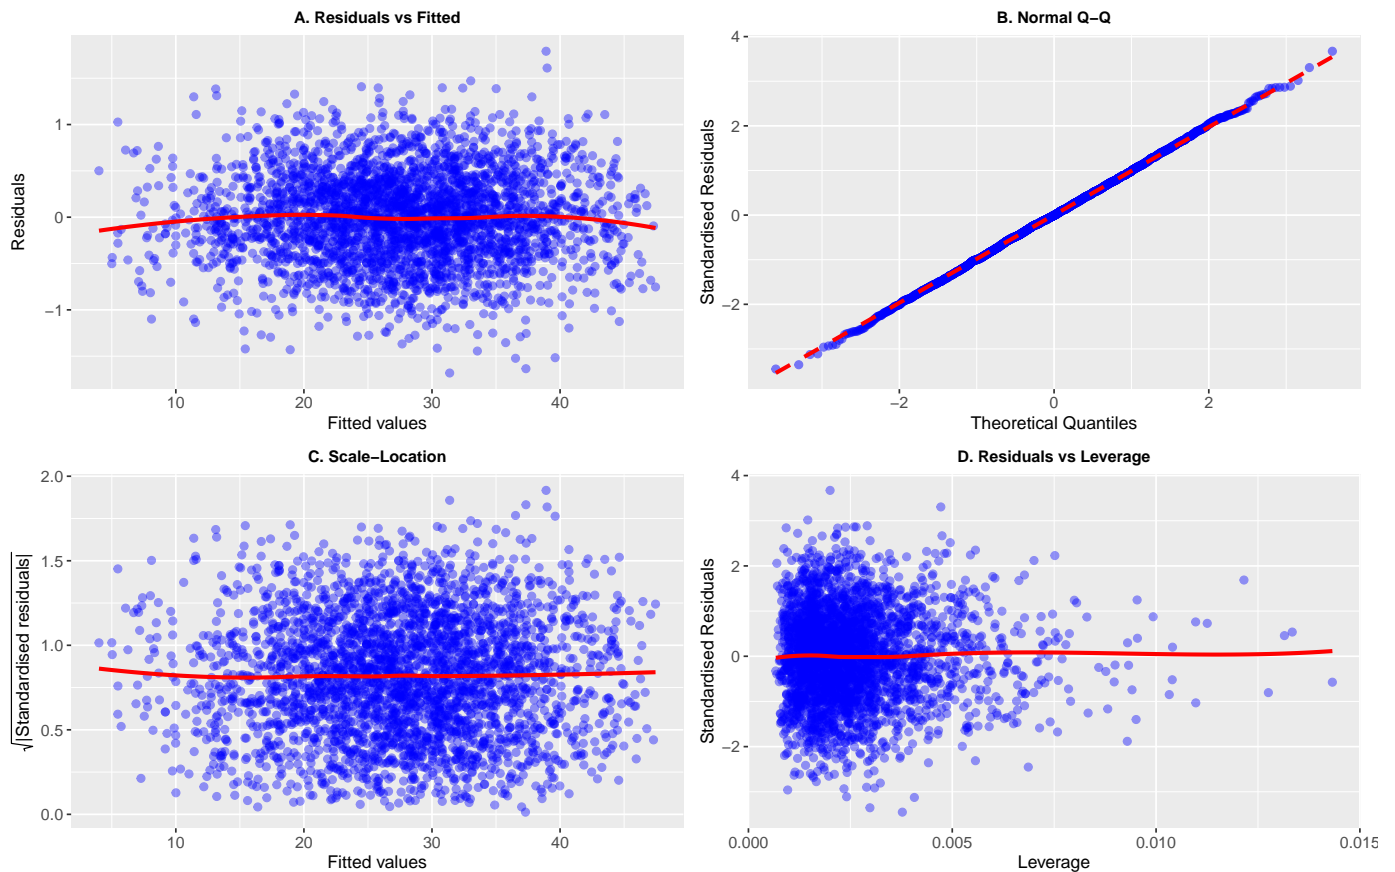 A. Residuals vs Fitted
Residuals
1
0
−1
10 20 30 40
Fitted values
B. Normal Q−Q
Standardised Residuals
4
2
0
−2
−2 0 2
Theoretical Quantiles
C. Scale−Location
√|Standardised residuals|
2.0
1.5
1.0
0.5
0.0
10 20 30 40
Fitted values
D. Residuals vs Leverage
Standardised Residuals
4
2
0
−2
0.000 0.005 0.010 0.015
Leverage